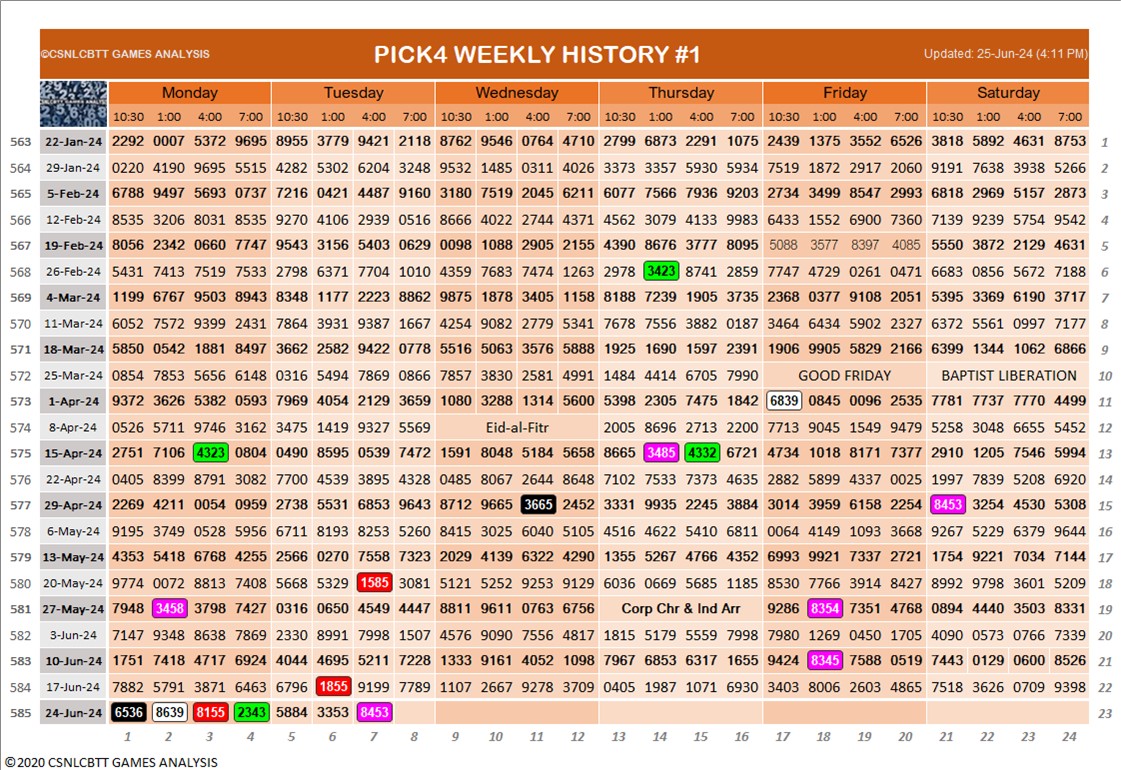 ©CSNLCBTT GAMES ANALYSIS PICK4 WEEKLY HISTORY #1 Updated: 25-Jun-24 (4:11 PM)
Monday Tuesday Wednesday Thursday Friday Saturday
10:30 1:00 4:00 7:00 10:30 1:00 4:00 7:00 10:30 1:00 4:00 7:00 10:30 1:00 4:00 7:00 10:30 1:00 4:00 7:00 10:30 1:00 4:00 7:00
563 22-Jan-24 2292 0007 5372 9695 8955 3779 9421 2118 8762 9546 0764 4710 2799 6873 2291 1075 2439 1375 3552 6526 3818 5892 4631 8753 1
564 29-Jan-24 0220 4190 9695 5515 4282 5302 6204 3248 9532 1485 0311 4026 3373 3357 5930 5934 7519 1872 2917 2060 9191 7638 3938 5266 2
565 5-Feb-24 6788 9497 5693 0737 7216 0421 4487 9160 3180 7519 2045 6211 6077 7566 7936 9203 2734 3499 8547 2993 6818 2969 5157 2873 3
566 12-Feb-24 8535 3206 8031 8535 9270 4106 2939 0516 8666 4022 2744 4371 4562 3079 4133 9983 6433 1552 6900 7360 7139 9239 5754 9542 4
567 19-Feb-24 8056 2342 0660 7747 9543 3156 5403 0629 0098 1088 2905 2155 4390 8676 3777 8095 5088 3577 8397 4085 5550 3872 2129 4631 5
568 26-Feb-24 5431 7413 7519 7533 2798 6371 7704 1010 4359 7683 7474 1263 2978 3423 8741 2859 7747 4729 0261 0471 6683 0856 5672 7188 6
569 4-Mar-24 1199 6767 9503 8943 8348 1177 2223 8862 9875 1878 3405 1158 8188 7239 1905 3735 2368 0377 9108 2051 5395 3369 6190 3717 7
570 11-Mar-24 6052 7572 9399 2431 7864 3931 9387 1667 4254 9082 2779 5341 7678 7556 3882 0187 3464 6434 5902 2327 6372 5561 0997 7177 8
571 18-Mar-24 5850 0542 1881 8497 3662 2582 9422 0778 5516 5063 3576 5888 1925 1690 1597 2391 1906 9905 5829 2166 6399 1344 1062 6866 9
572 25-Mar-24 0854 7853 5656 6148 0316 5494 7869 0866 7857 3830 2581 4991 1484 4414 6705 7990 GOOD FRIDAY BAPTIST LIBERATION 10
573 1-Apr-24 9372 3626 5382 0593 7969 4054 2129 3659 1080 3288 1314 5600 5398 2305 7475 1842 6839 0845 0096 2535 7781 7737 7770 4499 11
574 8-Apr-24 0526 5711 9746 3162 3475 1419 9327 5569 Eid-al-Fitr 2005 8696 2713 2200 7713 9045 1549 9479 5258 3048 6655 5452 12
575 15-Apr-24 2751 7106 4323 0804 0490 8595 0539 7472 1591 8048 5184 5658 8665 3485 4332 6721 4734 1018 8171 7377 2910 1205 7546 5994 13
576 22-Apr-24 0405 8399 8791 3082 7700 4539 3895 4328 0485 8067 2644 8648 7102 7533 7373 4635 2882 5899 4337 0025 1997 7839 5208 6920 14
577 29-Apr-24 2269 4211 0054 0959 2738 5531 6853 9643 8712 9665 3665 2452 3331 9935 2245 3884 3014 3959 6158 2254 8453 3254 4530 5308 15
578 6-May-24 9195 3749 0528 5956 6711 8193 8253 5260 8415 3025 6040 5105 4516 4622 5410 6811 0064 4149 1093 3668 9267 5229 6379 9644 16
579 13-May-24 4353 5418 6768 4255 2566 0270 7558 7323 2029 4139 6322 4290 1355 5267 4766 4352 6993 9921 7337 2721 1754 9221 7034 7144 17
580 20-May-24 9774 0072 8813 7408 5668 5329 1585 3081 5121 5252 9253 9129 6036 0669 5685 1185 8530 7766 3914 8427 8992 9798 3601 5209 18
581 27-May-24 7948 3458 3798 7427 0316 0650 4549 4447 8811 9611 0763 6756 Corp Chr & Ind Arr 9286 8354 7351 4768 0894 4440 3503 8331 19
582 3-Jun-24 7147 9348 8638 7869 2330 8991 7998 1507 4576 9090 7556 4817 1815 5179 5559 7998 7980 1269 0450 1705 4090 0573 0766 7339 20
583 10-Jun-24 1751 7418 4717 6924 4044 4695 5211 7228 1333 9161 4052 1098 7967 6853 6317 1655 9424 8345 7588 0519 7443 0129 0600 8526 21
584 17-Jun-24 7882 5791 3871 6463 6796 1855 9199 7789 1107 2667 9278 3709 0405 1987 1071 6930 3403 8006 2603 4865 7518 3626 0709 9398 22
585 24-Jun-24 6536 8639 8155 2343 5884 3353 8453 23
1 2 3 4 5 6 7 8 9 10 11 12 13 14 15 16 17 18 19 20 21 22 23 24
©2020 CSNLCBTT GAMES ANALYSIS